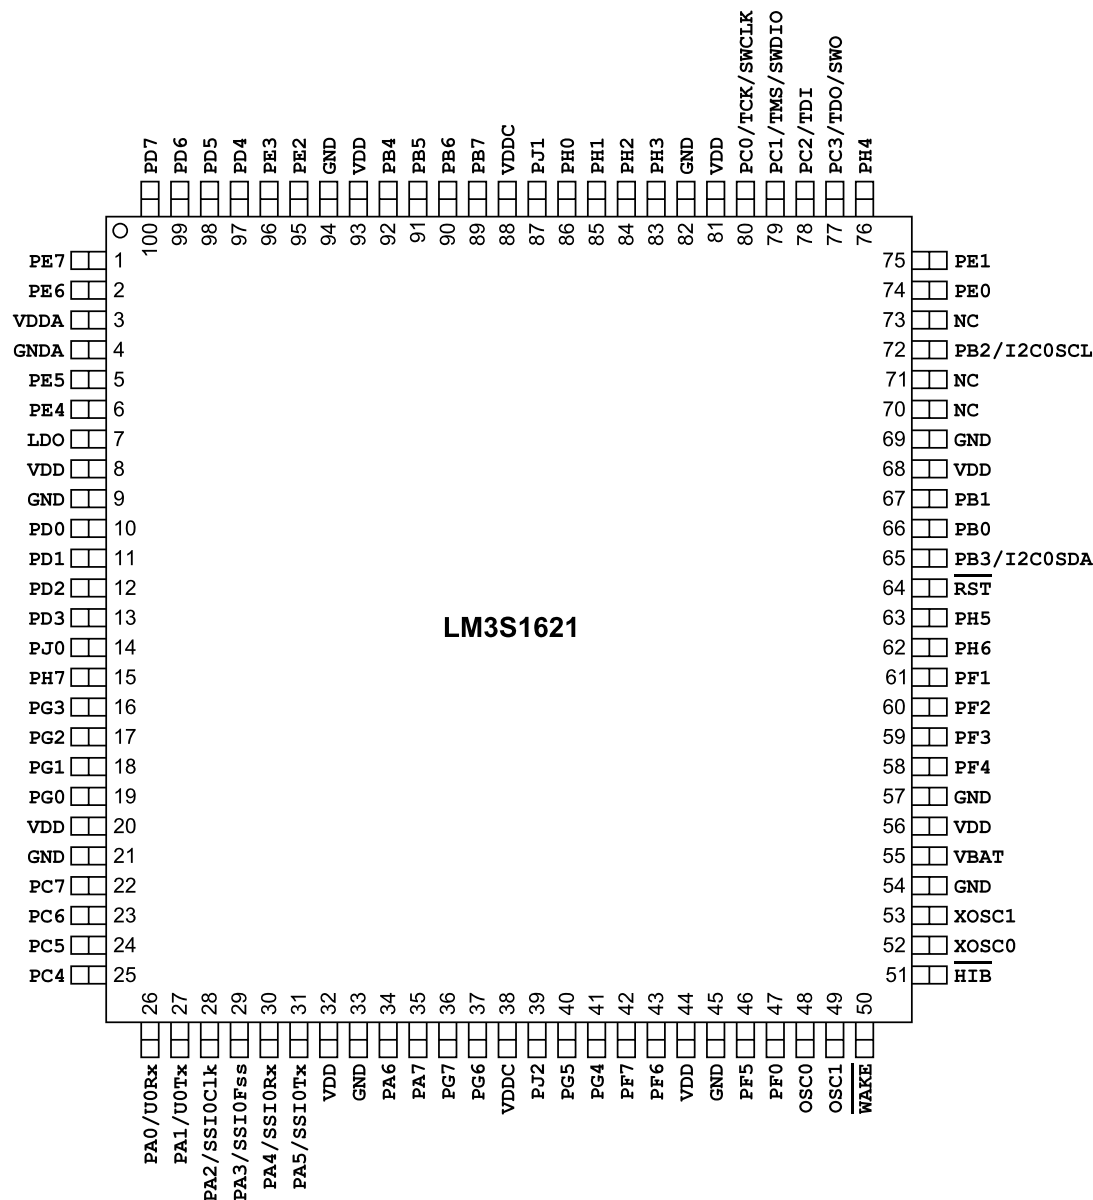 PD7
PD6
PD5
PD4
PE3
PE2
GND
VDD
PB4
PB5
PB6
PB7
VDDC
PJ1
PH0
PH1
PH2
PH3
GND
VDD
PC0/TCK/SWCLK
PC1/TMS/SWDIO
PC2/TDI
PC3/TDO/SWO
PH4
100
99
98
97
96
95
94
93
92
91
90
89
88
87
86
85
84
83
82
81
80
79
78
77
76
PE7 1
PE6 2
VDDA 3
GNDA 4
PE5 5
PE4 6
LDO 7
VDD 8
GND 9
PD0 10
PD1 11
PD2 12
PD3 13
PJ0 14
PH7 15
PG3 16
PG2 17
PG1 18
PG0 19
VDD 20
GND 21
PC7 22
PC6 23
PC5 24
PC4 25
LM3S1621
75 PE1
74 PE0
73 NC
72 PB2/I2C0SCL
71 NC
70 NC
69 GND
68 VDD
67 PB1
66 PB0
65 PB3/I2C0SDA
64 RST
63 PH5
62 PH6
61 PF1
60 PF2
59 PF3
58 PF4
57 GND
56 VDD
55 VBAT
54 GND
53 XOSC1
52 XOSC0
51 HIB
26
27
28
29
30
31
32
33
34
35
36
37
38
39
40
41
42
43
44
45
46
47
48
49
50
PA0/U0Rx
PA1/U0Tx
PA2/SSI0Clk
PA3/SSI0Fss
PA4/SSI0Rx
PA5/SSI0Tx
VDD
GND
PA6
PA7
PG7
PG6
VDDC
PJ2
PG5
PG4
PF7
PF6
VDD
GND
PF5
PF0
OSC0
OSC1
WAKE